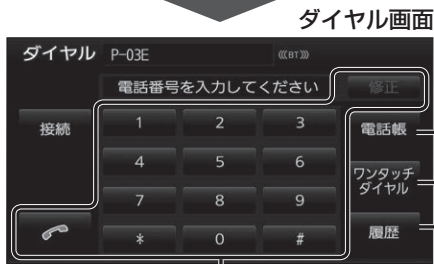 ダイヤル画面
ダイヤル P-03E BT
電話番号を入力してください 修正
接続 1 2 3 電話帳
4 5 6 ワンタッチ
ダイヤル
7 8 9
* 0 # 履歴